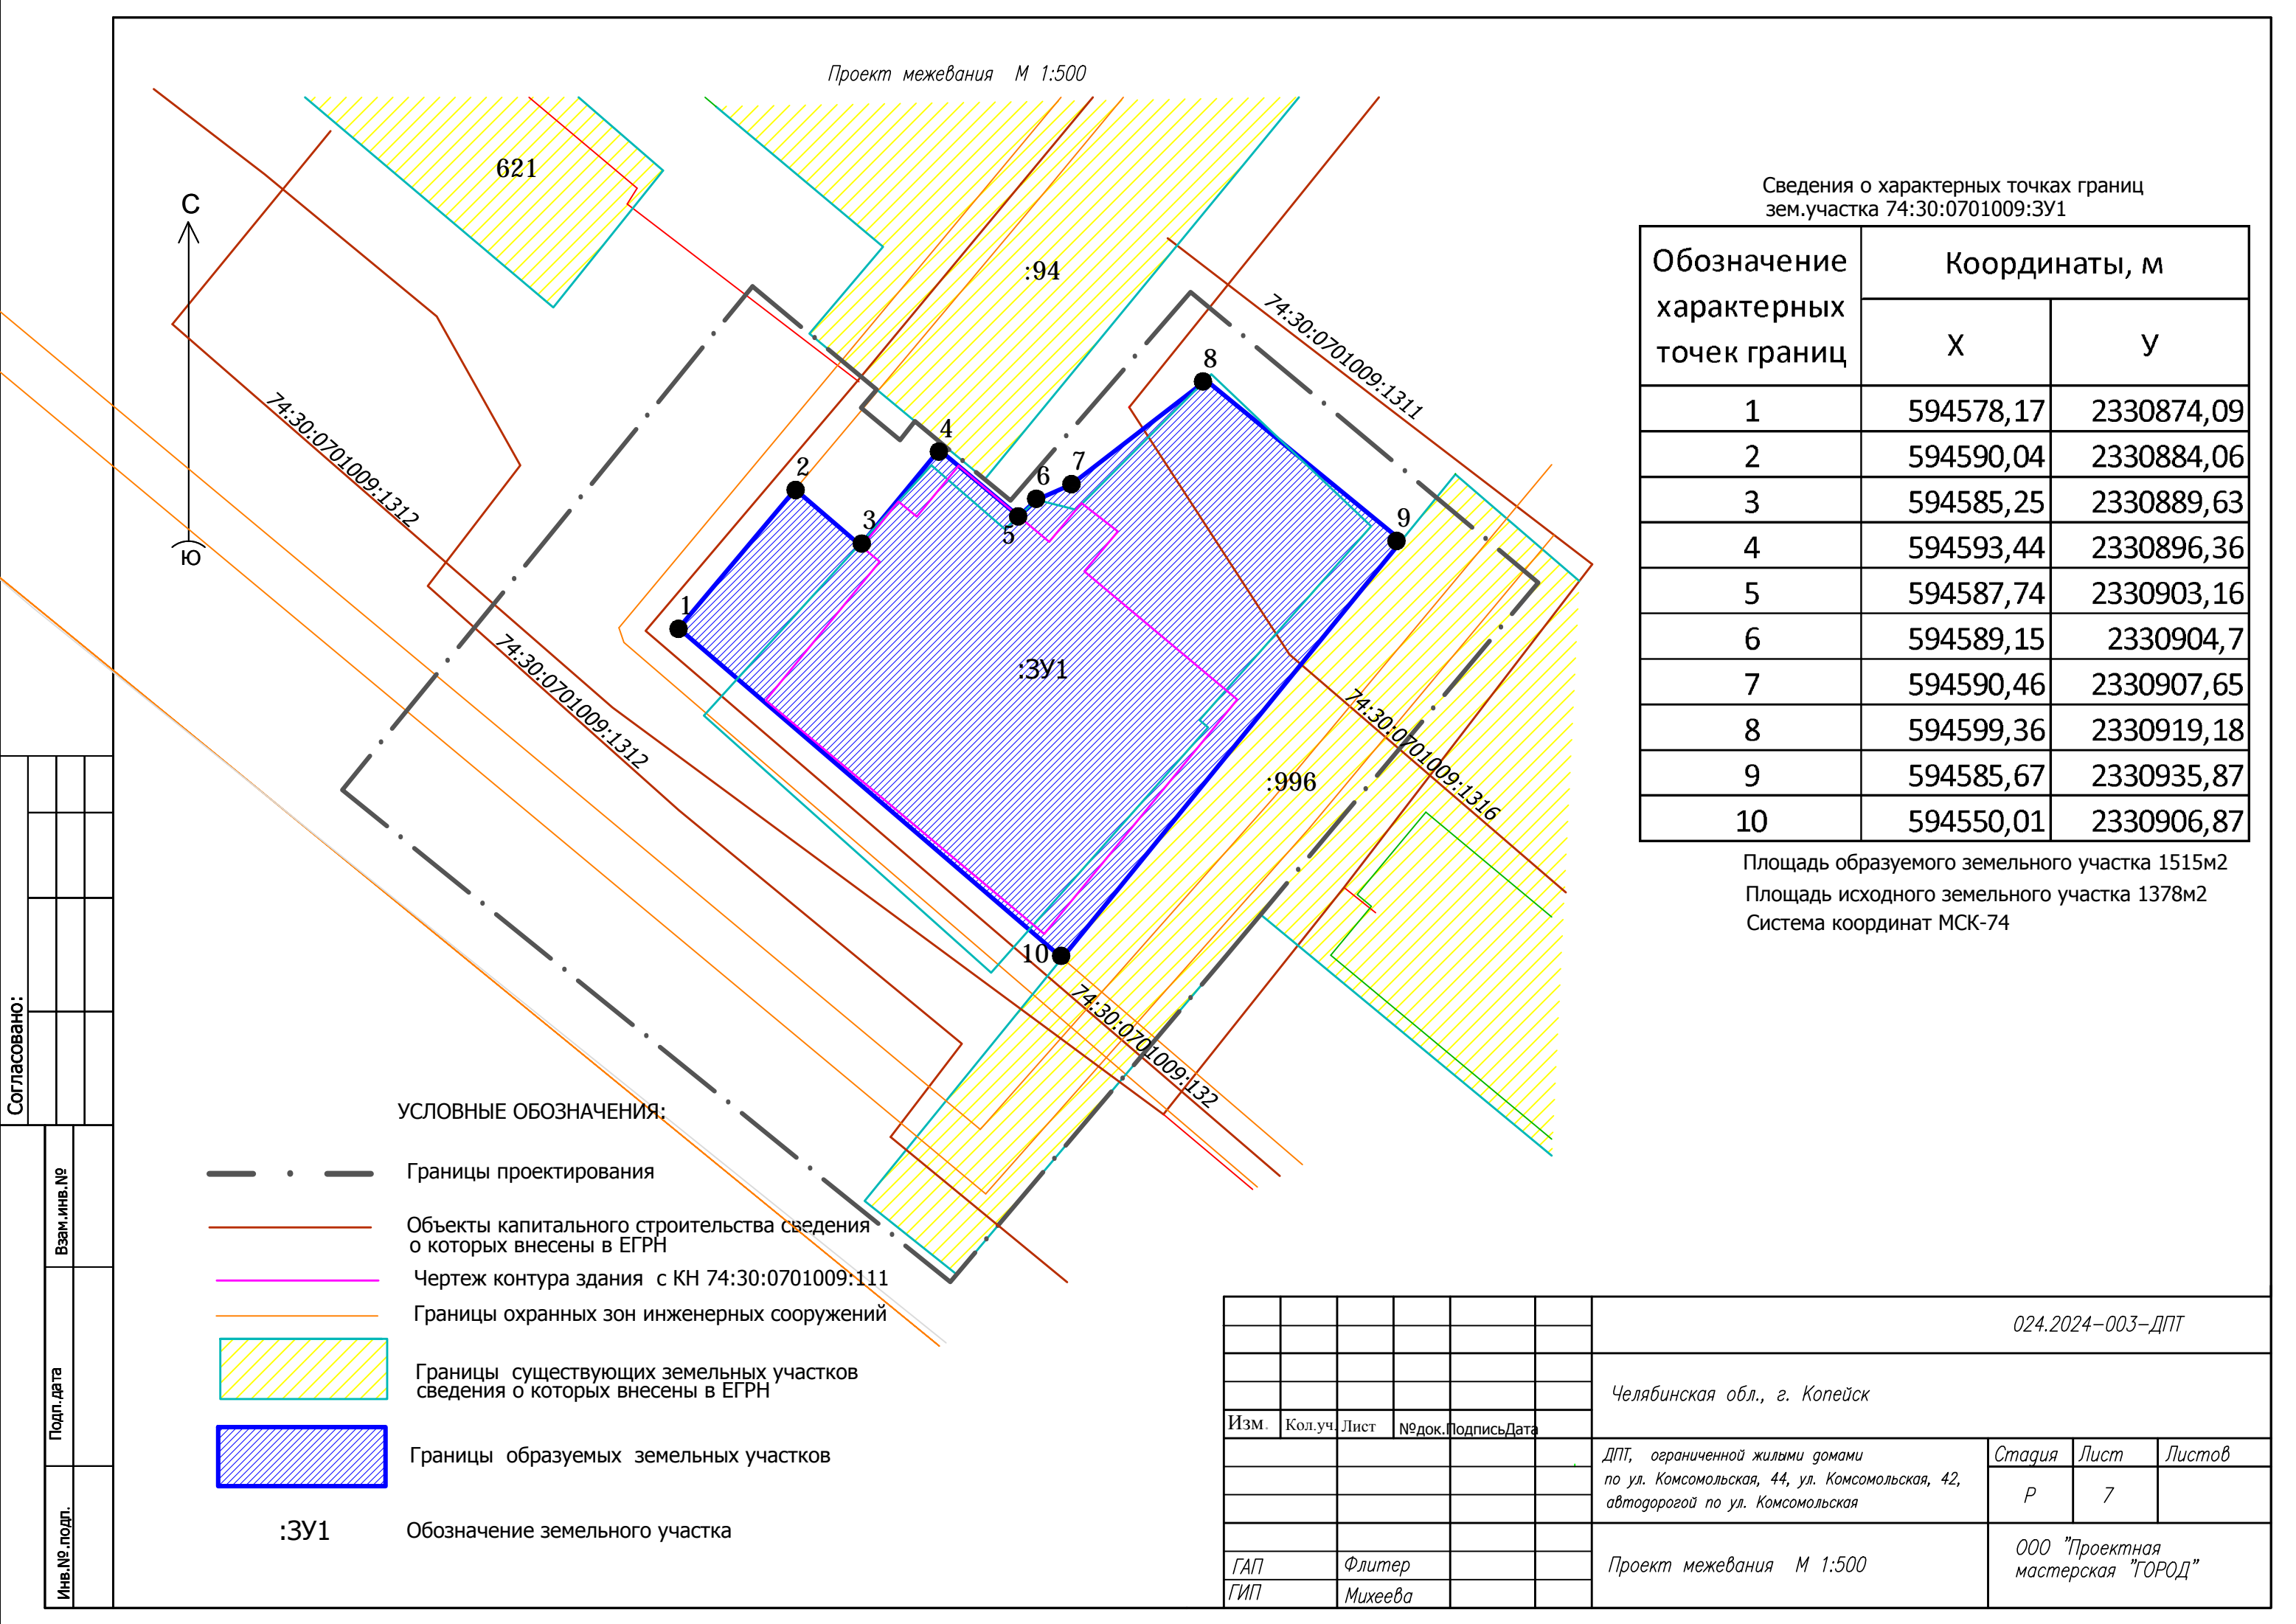 Проект межевания М 1:500
С
Ю
621
:94
74:30:0701009:1311
74:30:0701009:1312
74:30:0701009:1312
74:30:0701009:1316
74:30:0701009:132
:996
:ЗУ1
1
2
3
4
5
6
7
8
9
10
Сведения о характерных точках границ
зем.участка 74:30:0701009:ЗУ1
Обозначение характерных точек границ Координаты, м
Х У
1 594578,17 2330874,09
2 594590,04 2330884,06
3 594585,25 2330889,63
4 594593,44 2330896,36
5 594587,74 2330903,16
6 594589,15 2330904,7
7 594590,46 2330907,65
8 594599,36 2330919,18
9 594585,67 2330935,87
10 594550,01 2330906,87
Площадь образуемого земельного участка 1515м2
Площадь исходного земельного участка 1378м2
Система координат МСК-74
УСЛОВНЫЕ ОБОЗНАЧЕНИЯ:
Границы проектирования
Объекты капитального строительства сведения
о которых внесены в ЕГРН
Чертеж контура здания с КН 74:30:0701009:111
Границы охранных зон инженерных сооружений
Границы существующих земельных участков
сведения о которых внесены в ЕГРН
Границы образуемых земельных участков
:ЗУ1 Обозначение земельного участка
Согласовано:
Взам.инв.№
Подп.дата
Инв.№.подп.
024.2024-003-ДПТ
Челябинская обл., г. Копейск
Изм. Кол.уч. Лист №док. Подпись Дата
ДПТ, ограниченной жилыми домами
по ул. Комсомольская, 44, ул. Комсомольская, 42,
автодорогой по ул. Комсомольская
Стадия Лист Листов
Р 7
ГАП Флитер
ГИП Михеева
Проект межевания М 1:500
ООО "Проектная
мастерская "ГОРОД"